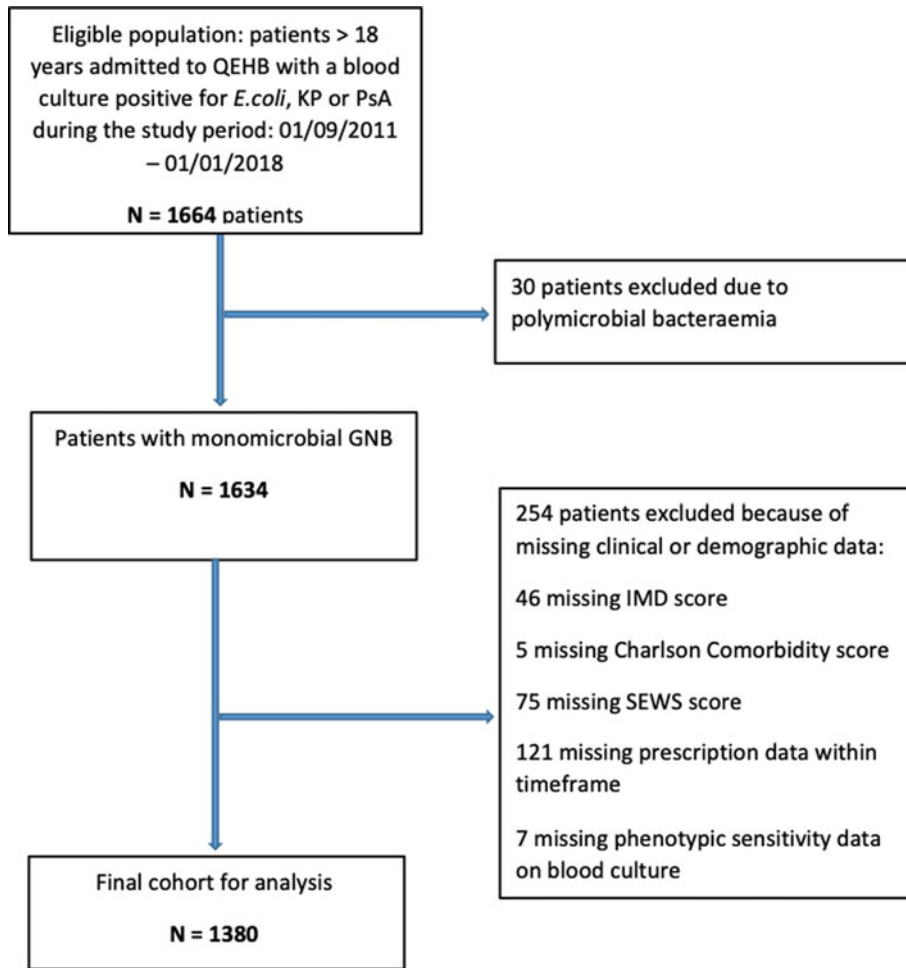 Eligible population: patients > 18
years admitted to QEHB with a blood
culture positive for E.coli, KP or PsA
during the study period: 01/09/2011
– 01/01/2018
N = 1664 patients
30 patients excluded due to
polymicrobial bacteraemia
Patients with monomicrobial GNB
N = 1634
254 patients excluded because of
missing clinical or demographic data:
46 missing IMD score
5 missing Charlson Comorbidity score
75 missing SEWS score
121 missing prescription data within
timeframe
7 missing phenotypic sensitivity data
on blood culture
Final cohort for analysis
N = 1380